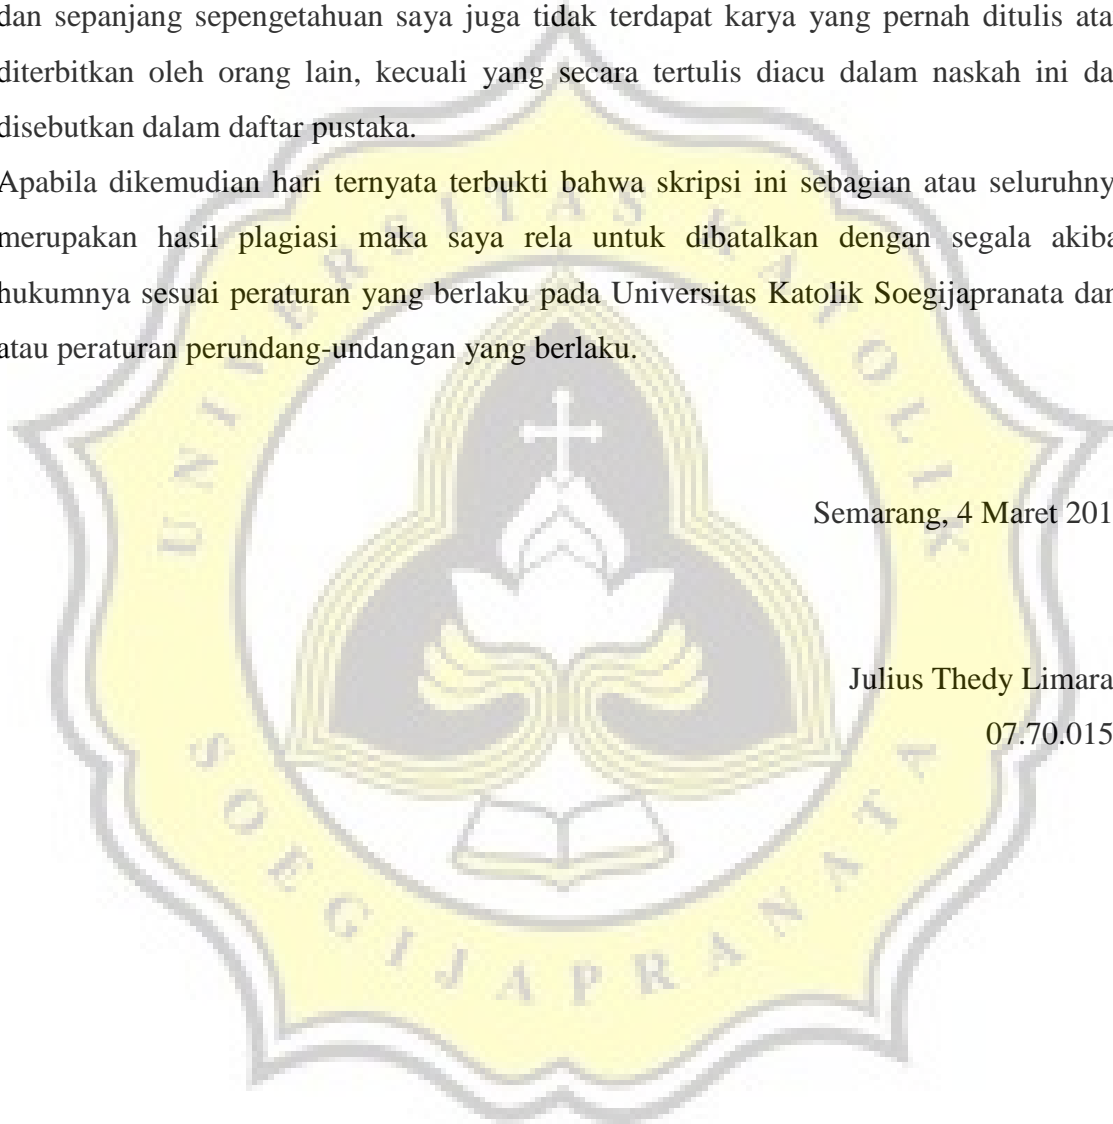 dan sepanjang sepengetahuan saya juga tidak terdapat karya yang pernah ditulis ata
diterbitkan oleh orang lain, kecuali yang secara tertulis diacu dalam naskah ini da
disebutkan dalam daftar pustaka.
Apabila dikemudian hari ternyata terbukti bahwa skripsi ini sebagian atau seluruhny
merupakan hasil plagiasi maka saya rela untuk dibatalkan dengan segala akiba
hukumnya sesuai peraturan yang berlaku pada Universitas Katolik Soegijapranata dan
atau peraturan perundang-undangan yang berlaku.
UNIVERSITAS KATOLIK
Semarang, 4 Maret 201
Julius Thedy Limara
07.70.015
SOEGIJAPRANATA